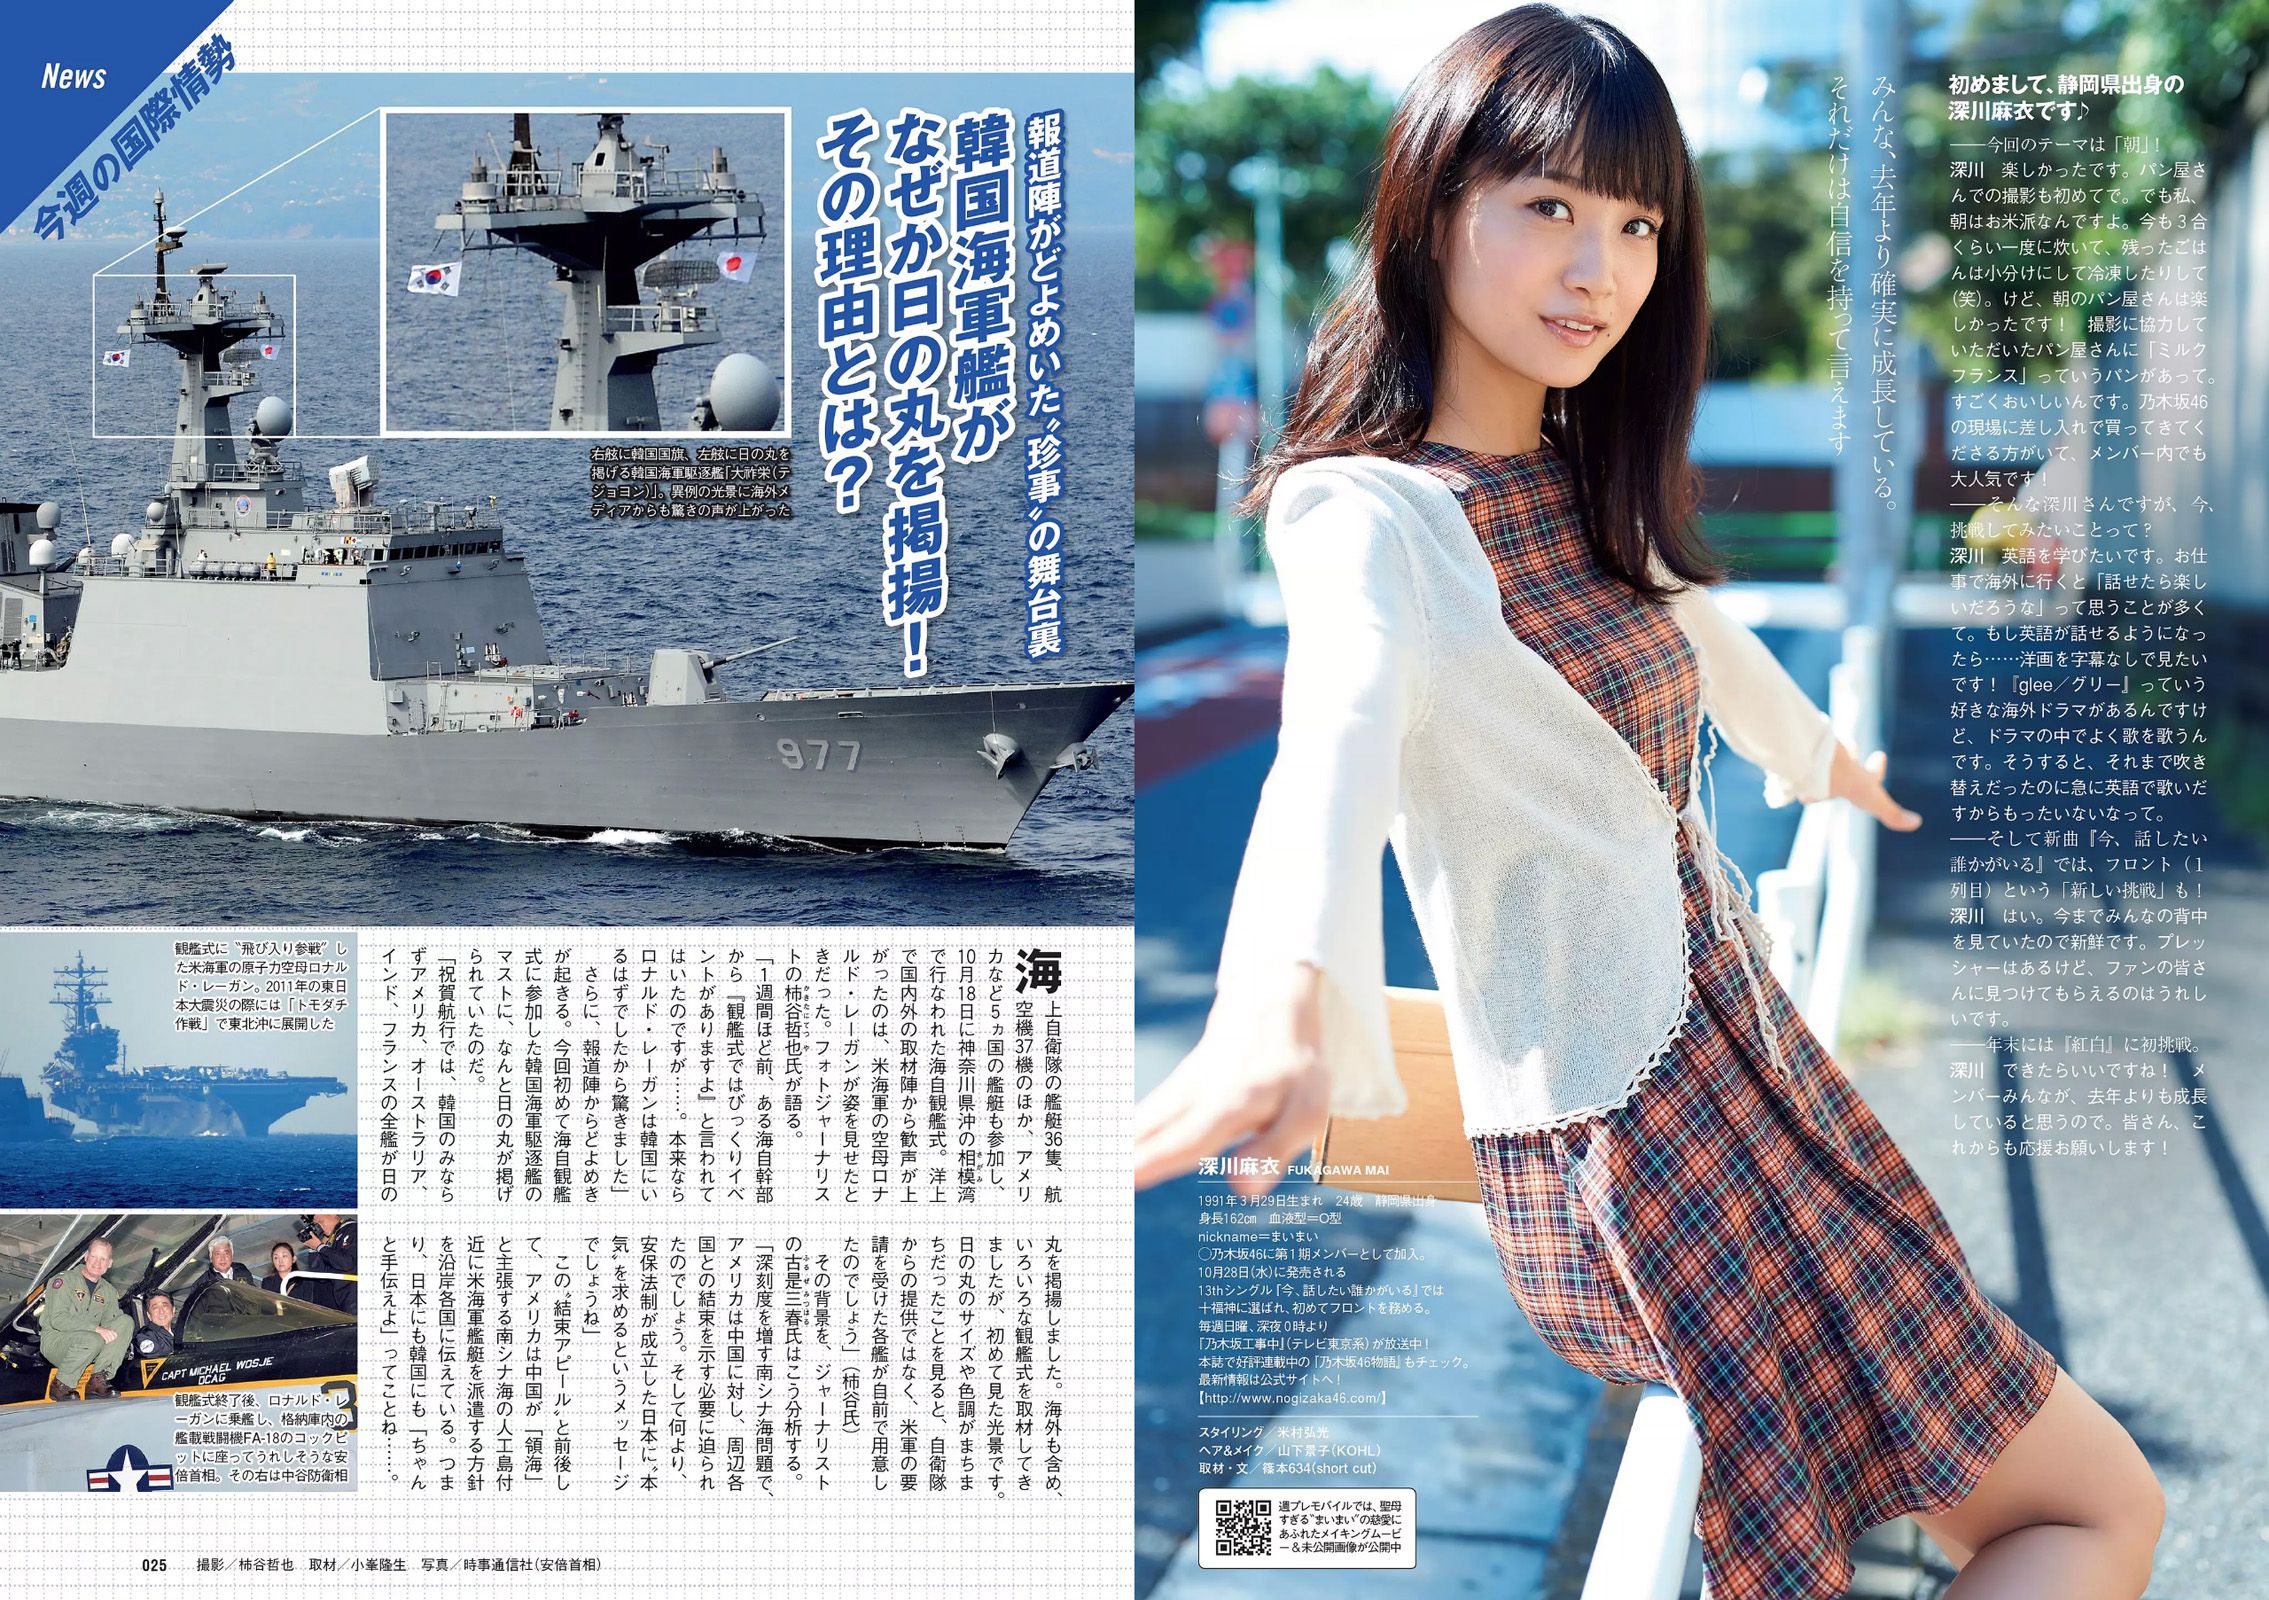 News
今週の国際情勢
報道陣がどよめいた“珍事”の舞台裏
韓国海軍艦が
なぜか日の丸を掲揚!
その理由とは?
右舷に韓国国旗、左舷に日の丸を
掲げる韓国海軍駆逐艦「大祚栄(テ
ジョヨン)」。異例の光景に海外メ
ディアからも驚きの声が上がった
977
観艦式に“飛び入り参戦”し
た米海軍の原子力空母ロナル
ド・レーガン。2011年の東日
本大震災の際には「トモダチ
作戦」で東北沖に展開した
CAPT MICHAEL WOSJE
DCAG
観艦式終了後、ロナルド・レ
ーガンに乗艦し、格納庫内の
艦載戦闘機FA-18のコックピ
ットに座ってうれしそうな安
倍首相。その右は中谷防衛相
海上自衛隊の艦艇36隻、航
空機37機のほか、アメリ
カなど5ヵ国の艦艇も参加し、
10月18日に神奈川県沖の相模湾
で行なわれた海自観艦式。洋上
で国内外の取材陣から歓声が上
がったのは、米海軍の空母ロナ
ルド・レーガンが姿を見せたと
きだった。フォトジャーナリス
トの柿谷哲也氏が語る。
「1週間ほど前、ある海自幹部
から『観艦式ではびっくりイベ
ントがありますよ』と言われて
はいたのですが……。本来なら
ロナルド・レーガンは韓国にい
るはずでしたから驚きました」
さらに、報道陣からどよめき
が起きる。今回初めて海自観艦
式に参加した韓国海軍駆逐艦の
マストに、なんと日の丸が掲げ
られていたのだ。
「祝賀航行では、韓国のみなら
ずアメリカ、オーストラリア、
インド、フランスの全艦が日の
丸を掲揚しました。海外も含め、
いろいろな観艦式を取材してき
ましたが、初めて見た光景です。
日の丸のサイズや色調がまちま
ちだったことを見ると、自衛隊
からの提供ではなく、米軍の要
請を受けた各艦が自前で用意し
たのでしょう」(柿谷氏)
その背景を、ジャーナリスト
の古是三春氏はこう分析する。
「深刻度を増す南シナ海問題で、
アメリカは中国に対し、周辺各
国との結束を示す必要に迫られ
たのでしょう。そして何より、
安保法制が成立した日本に“本
気”を求めるというメッセージ
でしょうね」
この“結束アピール”と前後し
て、アメリカは中国が「領海」
と主張する南シナ海の人工島付
近に米海軍艦艇を派遣する方針
を沿岸各国に伝えている。つま
り、日本にも韓国にも「ちゃん
と手伝えよ」ってことね……。
025 撮影/柿谷哲也 取材/小峯隆生 写真/時事通信社(安倍首相)
みんな、去年より確実に成長している。
それだけは自信を持って言えます
初めまして、静岡県出身の
深川麻衣です♪
——今回のテーマは「朝」!
深川 楽しかったです。パン屋さ
んでの撮影も初めてで。でも私、
朝はお米派なんですよ。今も3合
くらい一度に炊いて、残ったごは
んは小分けにして冷凍したりして
(笑)。けど、朝のパン屋さんは楽
しかったです! 撮影に協力して
いただいたパン屋さんに「ミルク
フランス」っていうパンがあって。
すごくおいしいんです。乃木坂46
の現場に差し入れで買ってきてく
ださる方がいて、メンバー内でも
大人気です!
——そんな深川さんですが、今、
挑戦してみたいことって?
深川 英語を学びたいです。お仕
事で海外に行くと「話せたら楽し
いだろうな」って思うことが多く
て。もし英語が話せるようになっ
たら……洋画を字幕なしで見たい
です!『glee/グリー』っていう
好きな海外ドラマがあるんですけ
ど、ドラマの中でよく歌を歌うん
です。そうすると、それまで吹き
替えだったのに急に英語で歌いだ
すからもったいないなって。
——そして新曲『今、話したい
誰かがいる』では、フロント(1
列目)という「新しい挑戦」も!
深川 はい。今までみんなの背中
を見ていたので新鮮です。プレッ
シャーはあるけど、ファンの皆さ
んに見つけてもらえるのはうれし
いです。
——年末には『紅白』に初挑戦。
深川 できたらいいですね! メ
ンバーみんなが、去年よりも成長
していると思うので。皆さん、こ
れからも応援お願いします!
深川麻衣 FUKAGAWA MAI
1991年3月29日生まれ 24歳 静岡県出身
身長162cm 血液型=O型
nickname=まいまい
○乃木坂46に第1期メンバーとして加入。
10月28日(水)に発売される
13thシングル『今、話したい誰かがいる』では
十福神に選ばれ、初めてフロントを務める。
毎週日曜、深夜0時より
『乃木坂工事中』(テレビ東京系)が放送中!
本誌で好評連載中の『乃木坂46物語』もチェック。
最新情報は公式サイトへ!
【http://www.nogizaka46.com/】
スタイリング/米村弘光
ヘア&メイク/山下景子(KOHL)
取材・文/篠本634(short cut)
週プレモバイルでは、聖母
すぎる“まいまい”の慈愛に
あふれたメイキングムービ
ー&未公開画像が公開中